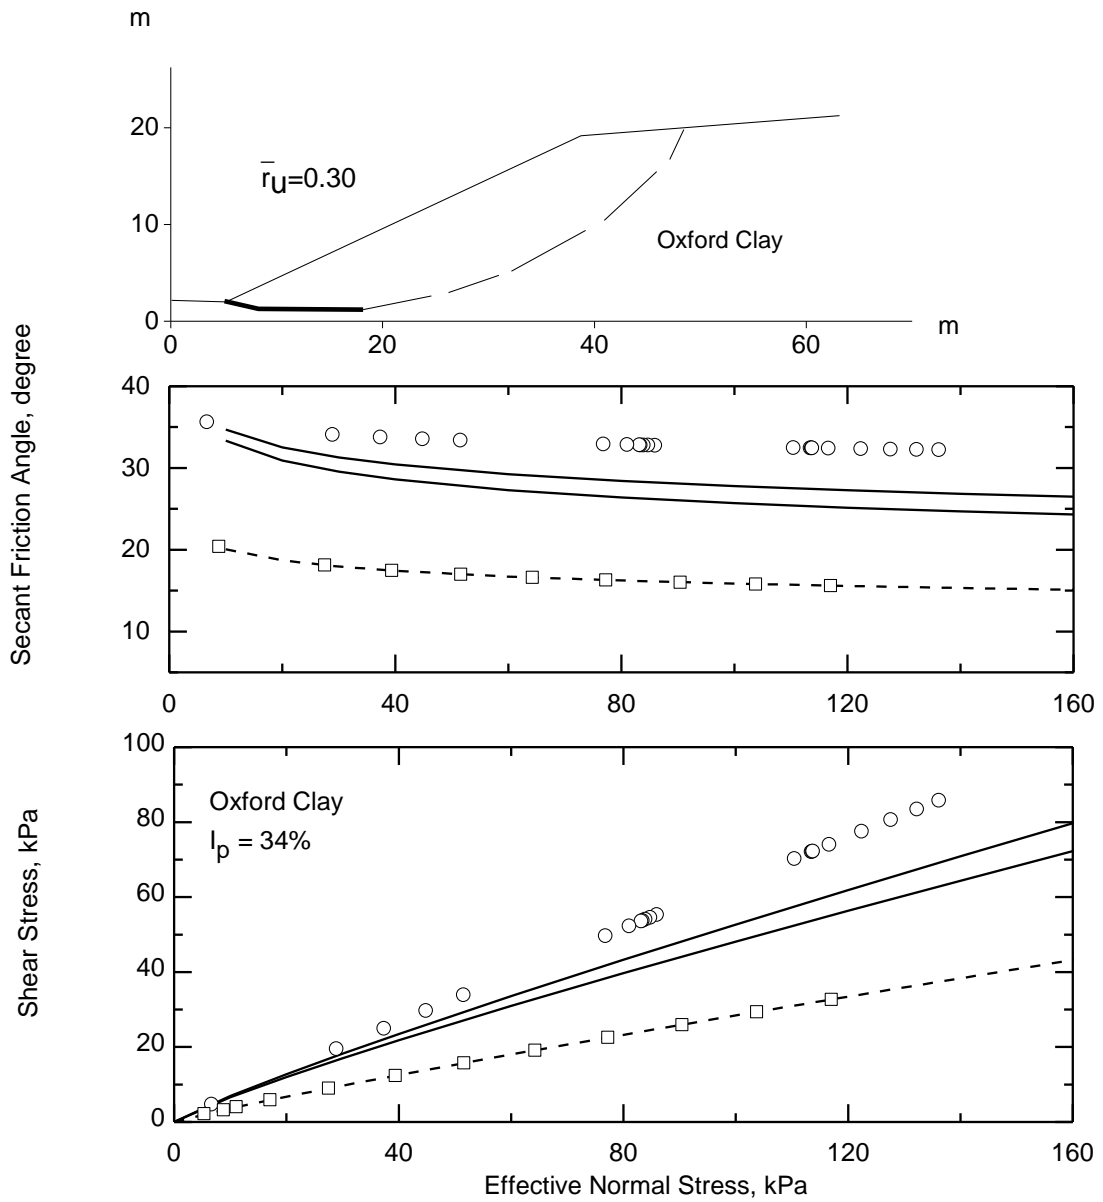 m
20
r̅u=0.30
10
Oxford Clay
0
m
0 20 40 60
Secant Friction Angle, degree
40
30
20
10
0 40 80 120 160
Shear Stress, kPa
100
80
60
40
20
0
Oxford Clay
Ip = 34%
0 40 80 120 160
Effective Normal Stress, kPa